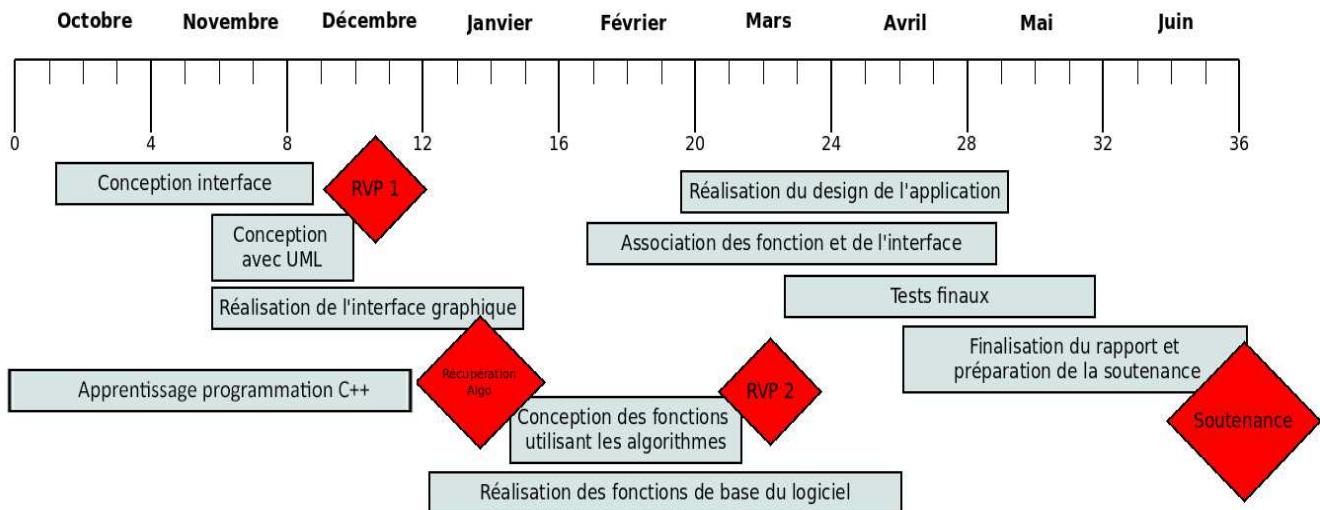 Octobre Novembre Décembre Janvier Février Mars Avril Mai Juin
0 4 8 12 16 20 24 28 32 36
Conception interface
RVP 1
Réalisation du design de l'application
Conception
avec UML
Association des fonction et de l'interface
Réalisation de l'interface graphique
Tests finaux
Finalisation du rapport et
préparation de la soutenance
Apprentissage programmation C++
Récupération
Algo
RVP 2
Conception des fonctions
utilisant les algorithmes
Soutenance
Réalisation des fonctions de base du logiciel